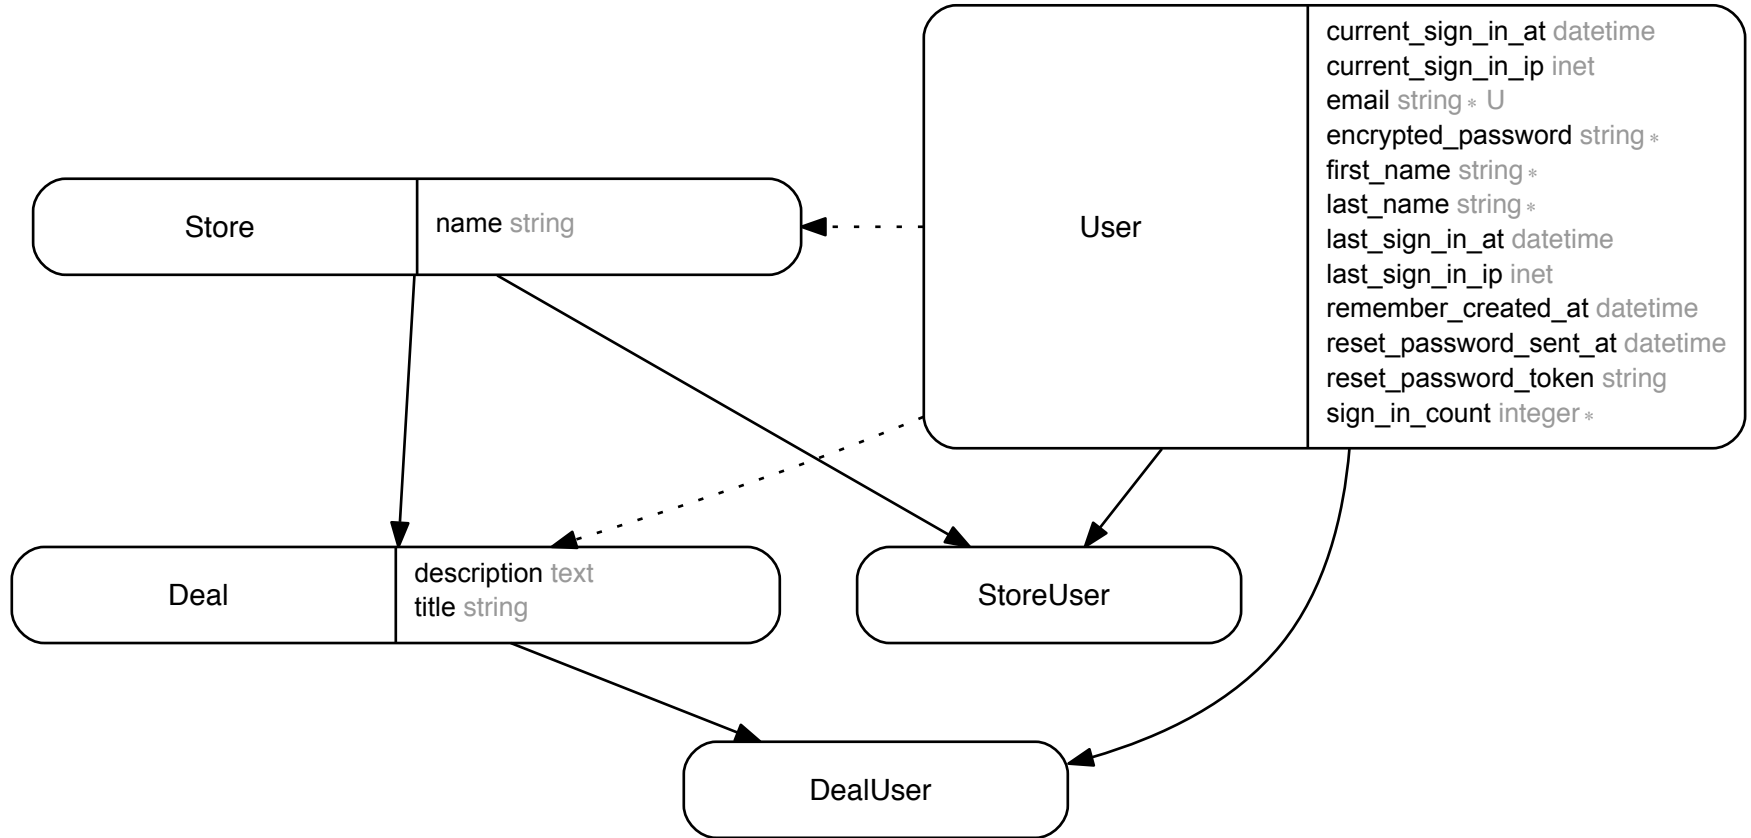 Store
name string
User
current_sign_in_at datetime
current_sign_in_ip inet
email string * U
encrypted_password string *
first_name string *
last_name string *
last_sign_in_at datetime
last_sign_in_ip inet
remember_created_at datetime
reset_password_sent_at datetime
reset_password_token string
sign_in_count integer *
Deal
description text
title string
StoreUser
DealUser